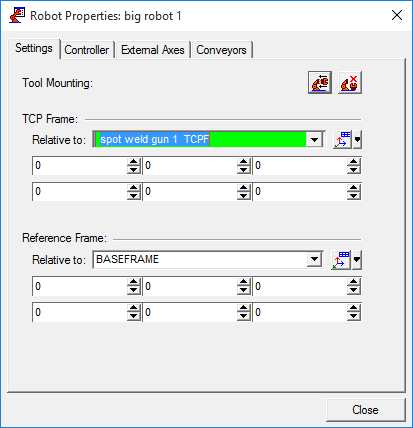 Robot Properties: big robot 1
Settings Controller External Axes Conveyors
Tool Mounting:
TCP Frame:
Relative to: spot weld gun 1 TCPF
0 0 0
0 0 0
Reference Frame:
Relative to: BASEFRAME
0 0 0
0 0 0
Close